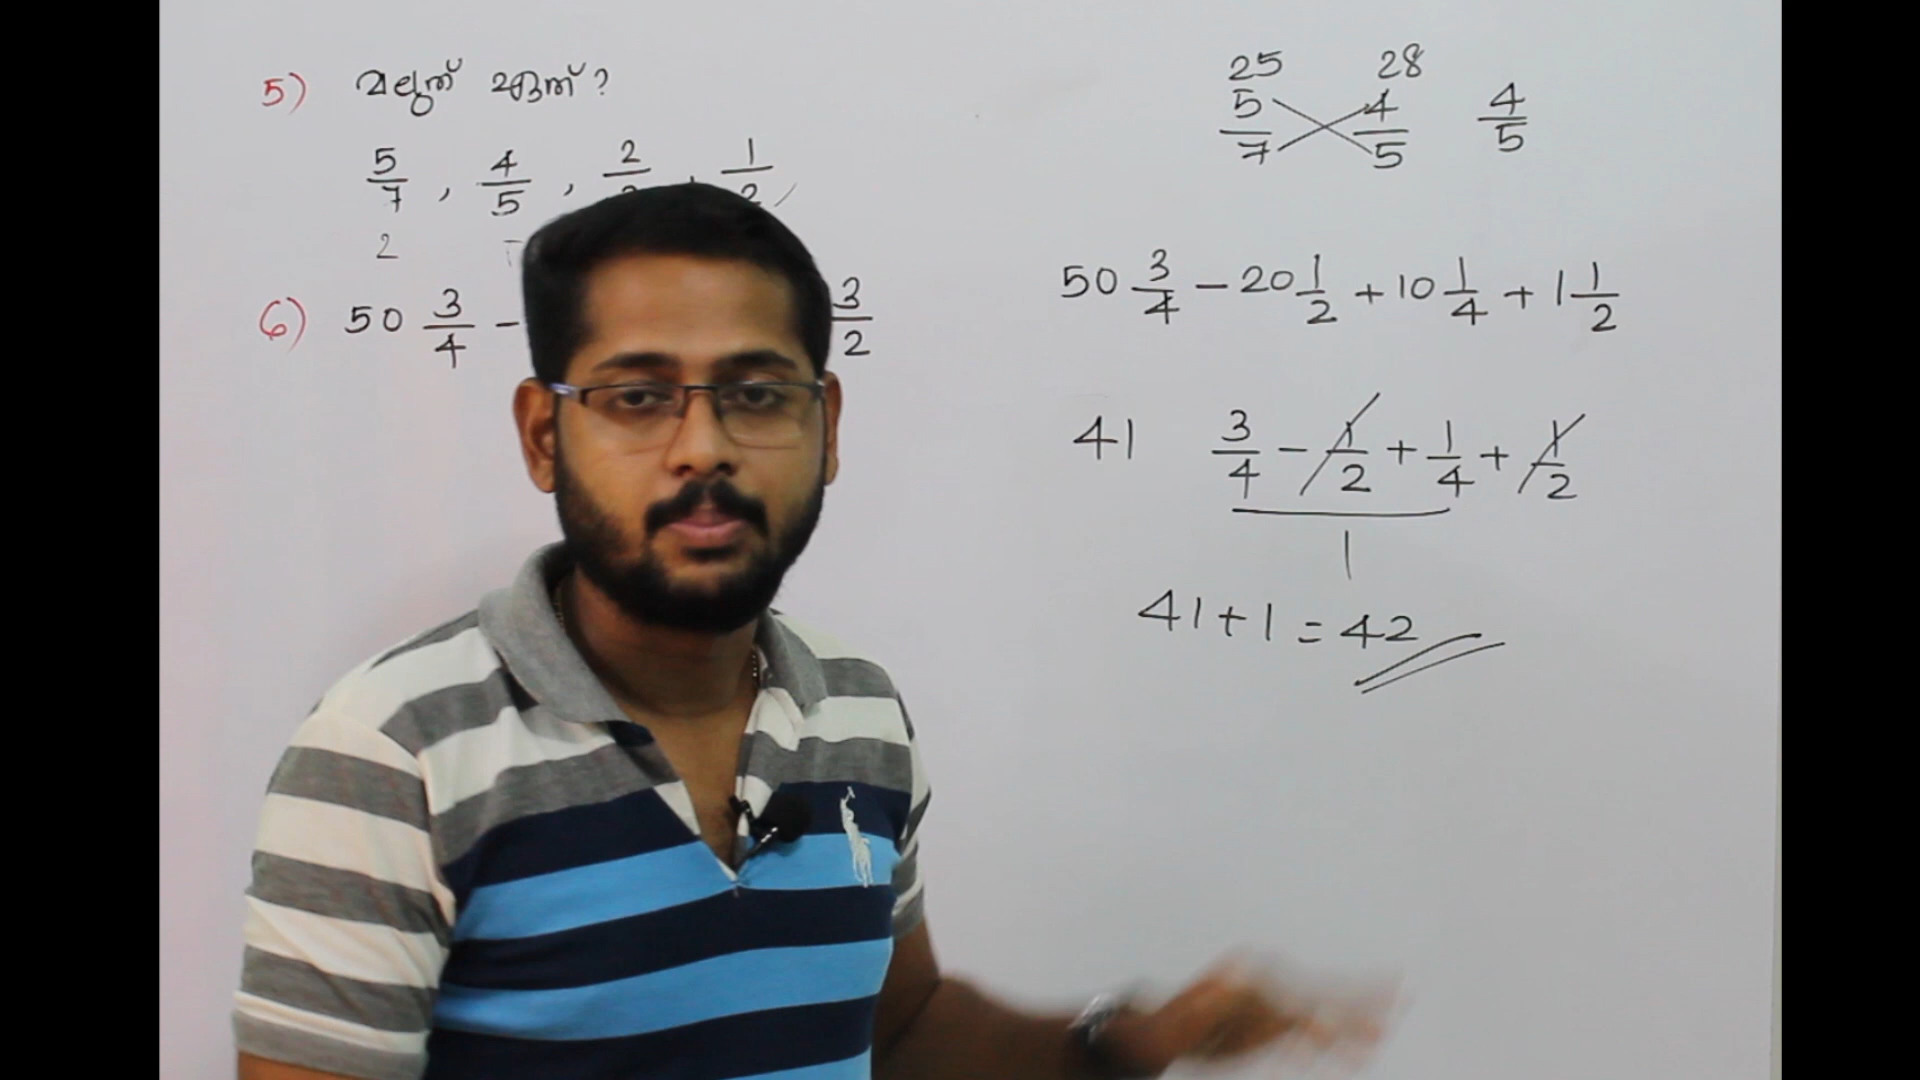 5) വലുത് ഏത്?
5/7 , 4/5 , 2/ , 1/2
2
6) 50 3/4 - 3/2
25 28
5/7 4/5 4/5
50 3/4 - 20 1/2 + 10 1/4 + 1 1/2
41 3/4 - 1/2 + 1/4 + 1/2
1
41 + 1 = 42